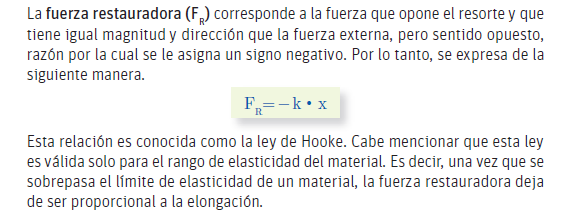 La fuerza restauradora (F_R) corresponde a la fuerza que opone el resorte y que
tiene igual magnitud y dirección que la fuerza externa, pero sentido opuesto,
razón por la cual se le asigna un signo negativo. Por lo tanto, se expresa de la
siguiente manera.
F_R=−k • x
Esta relación es conocida como la ley de Hooke. Cabe mencionar que esta ley
es válida solo para el rango de elasticidad del material. Es decir, una vez que se
sobrepasa el límite de elasticidad de un material, la fuerza restauradora deja
de ser proporcional a la elongación.